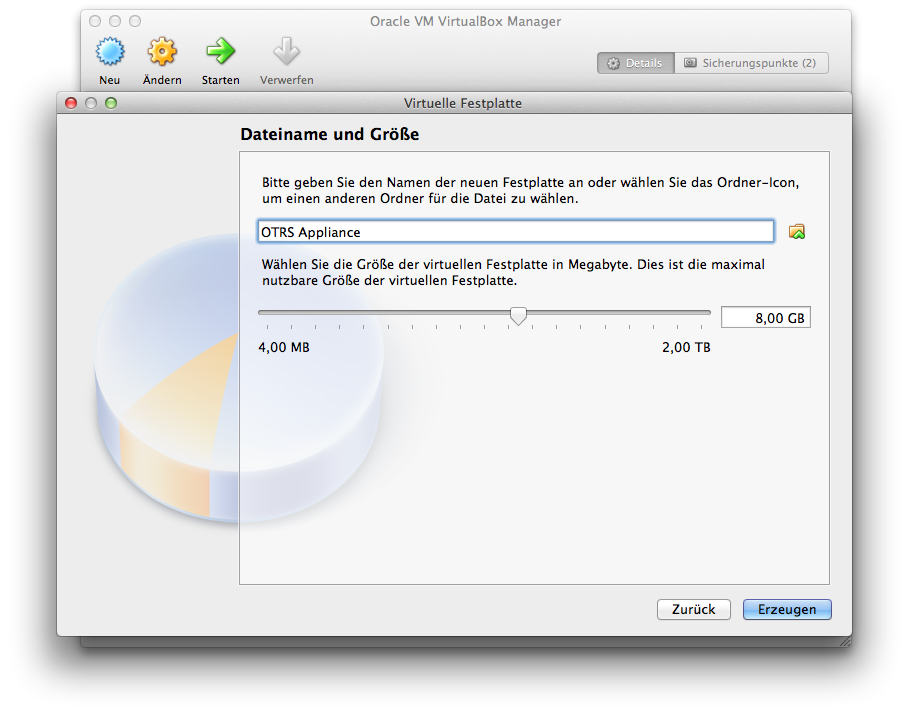 Oracle VM VirtualBox Manager
Neu
Ändern
Starten
Verwerfen
Details
Sicherungspunkte (2)
Virtuelle Festplatte
Dateiname und Größe
Bitte geben Sie den Namen der neuen Festplatte an oder wählen Sie das Ordner-Icon,
um einen anderen Ordner für die Datei zu wählen.
OTRS Appliance
Wählen Sie die Größe der virtuellen Festplatte in Megabyte. Dies ist die maximal
nutzbare Größe der virtuellen Festplatte.
8,00 GB
4,00 MB
2,00 TB
Zurück
Erzeugen